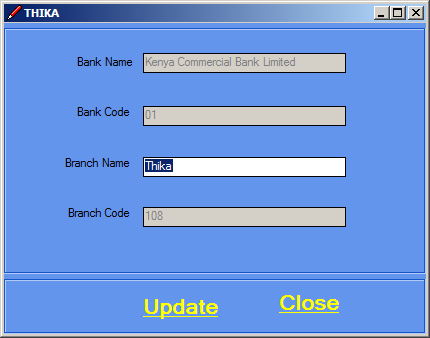 THIKA
Bank Name Kenya Commercial Bank Limited
Bank Code 01
Branch Name Thika
Branch Code 108
Update Close